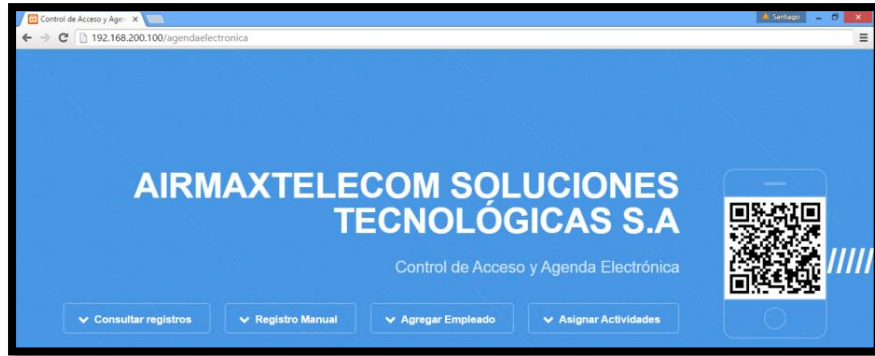 Control de Acceso y Agen
Santiago
192.168.200.100/agendaelectronica
AIRMAXTELECOM SOLUCIONES
TECNOLÓGICAS S.A
Control de Acceso y Agenda Electrónica
Consultar registros
Registro Manual
Agregar Empleado
Asignar Actividades